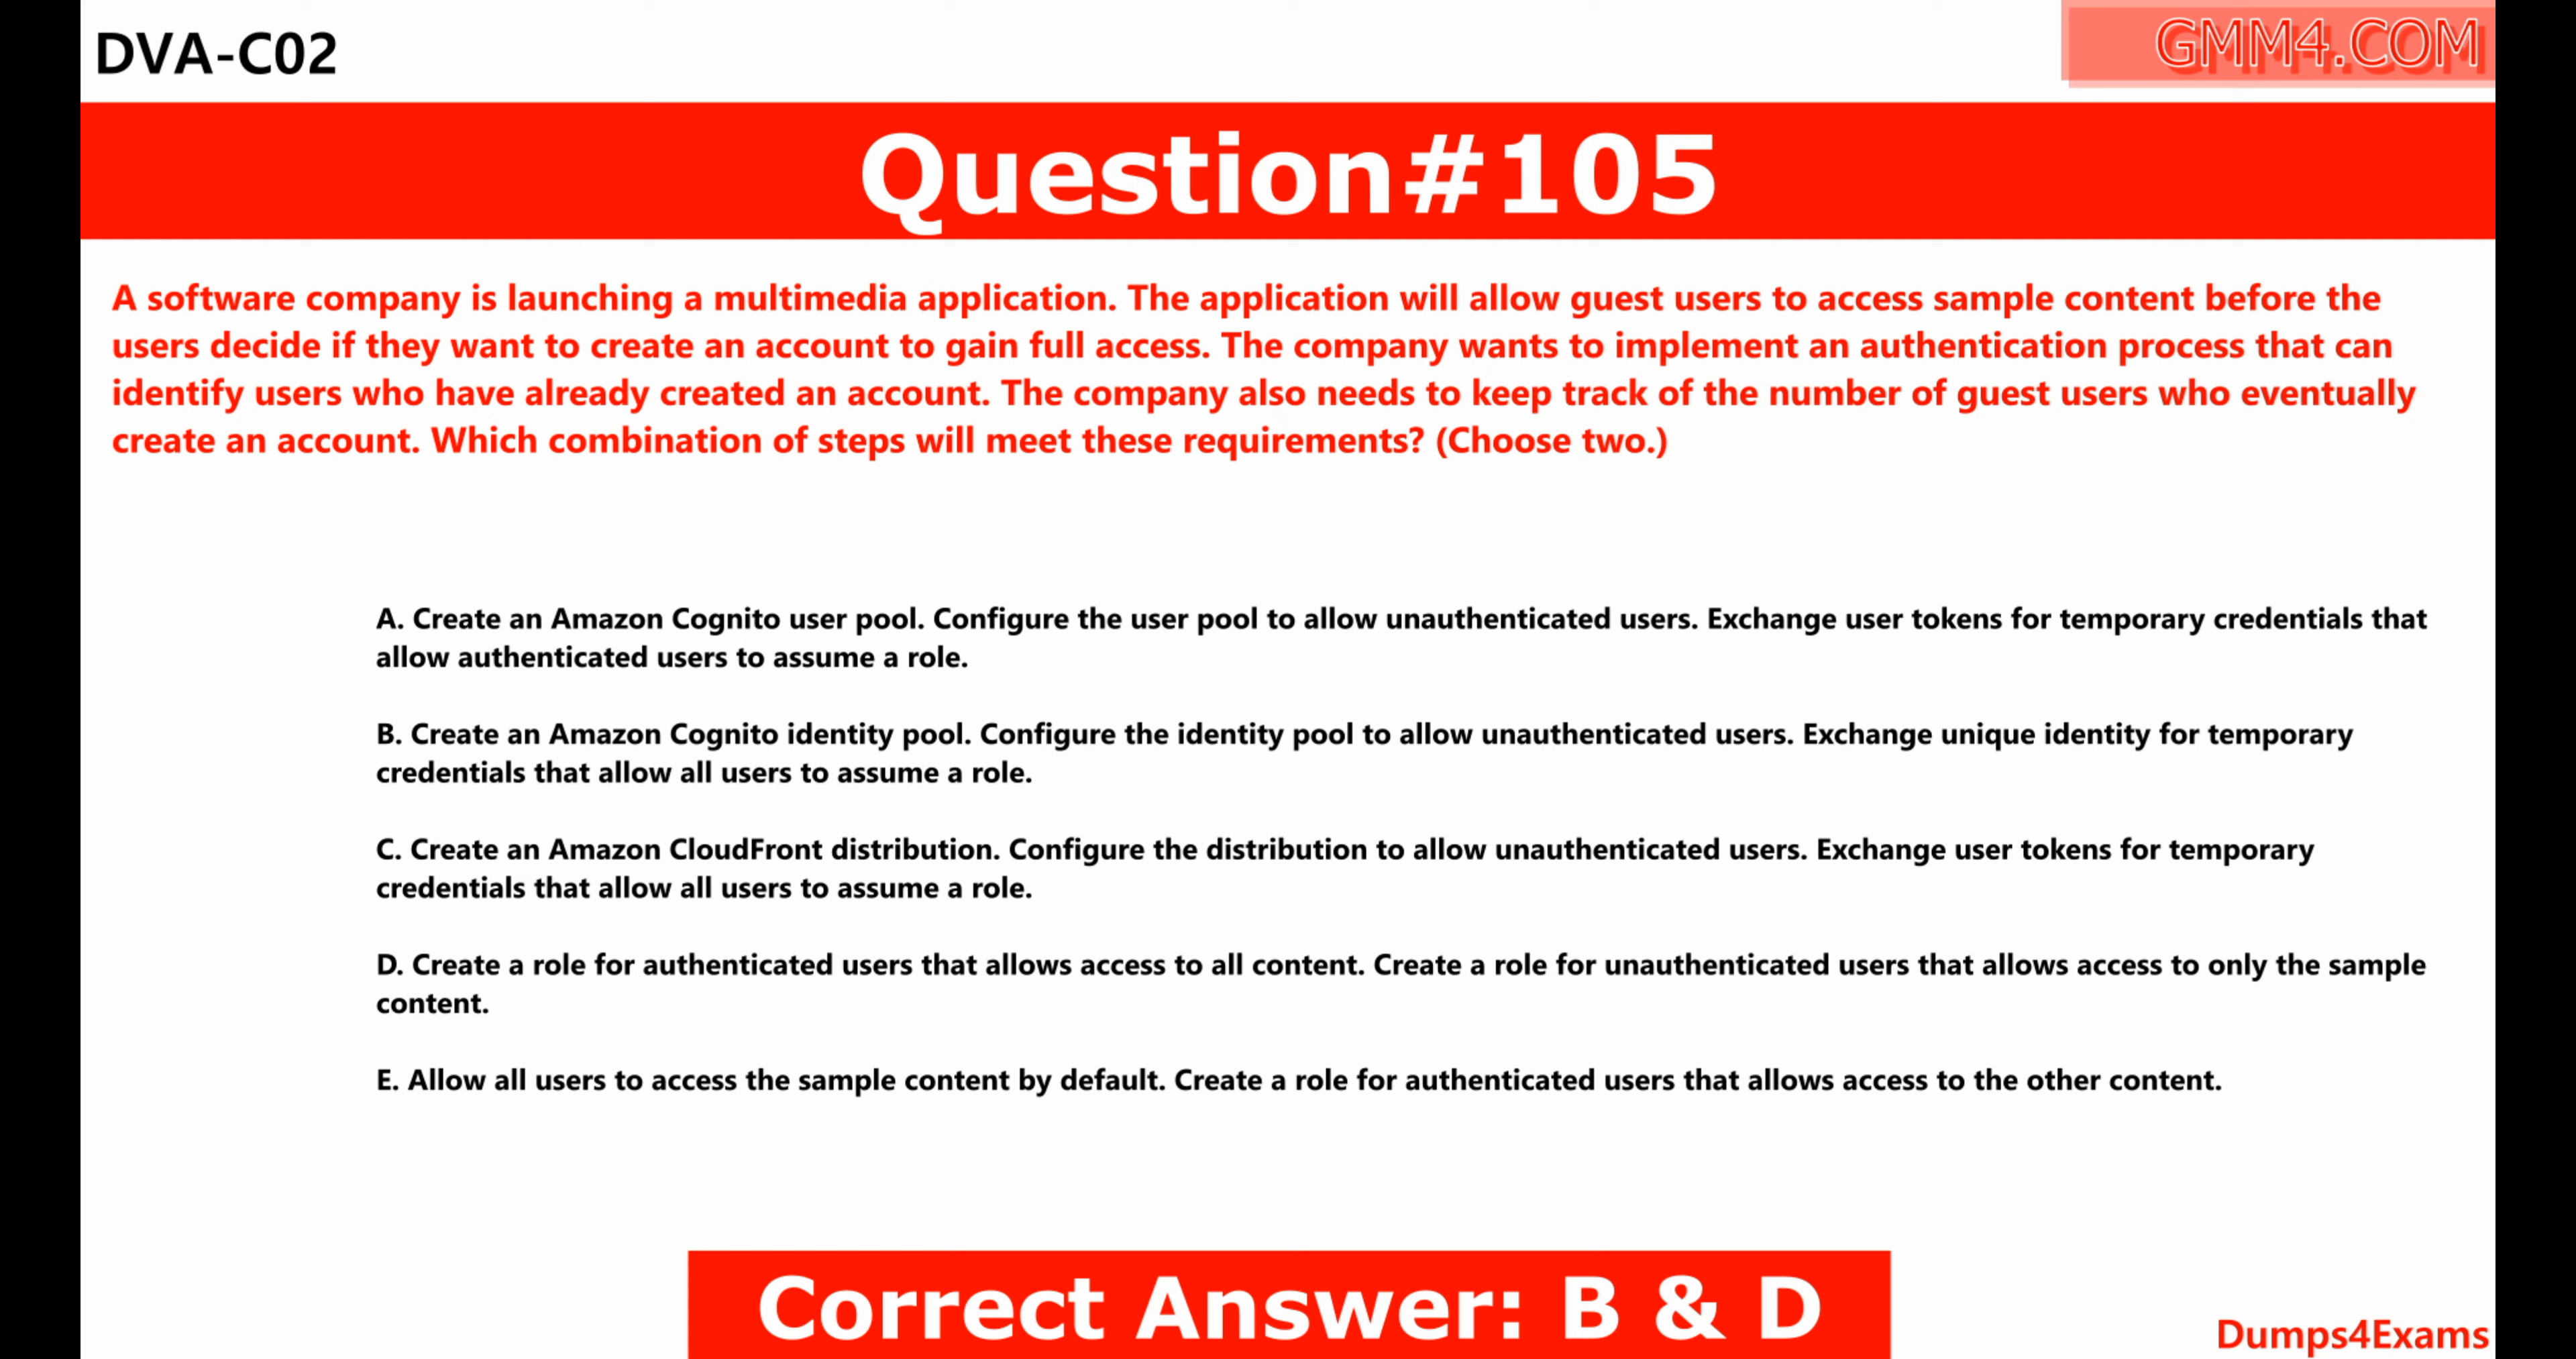 DVA-C02
GMM4.COM
Question#105
A software company is launching a multimedia application. The application will allow guest users to access sample content before the
users decide if they want to create an account to gain full access. The company wants to implement an authentication process that can
identify users who have already created an account. The company also needs to keep track of the number of guest users who eventually
create an account. Which combination of steps will meet these requirements? (Choose two.)
A. Create an Amazon Cognito user pool. Configure the user pool to allow unauthenticated users. Exchange user tokens for temporary credentials that
allow authenticated users to assume a role.
B. Create an Amazon Cognito identity pool. Configure the identity pool to allow unauthenticated users. Exchange unique identity for temporary
credentials that allow all users to assume a role.
C. Create an Amazon CloudFront distribution. Configure the distribution to allow unauthenticated users. Exchange user tokens for temporary
credentials that allow all users to assume a role.
D. Create a role for authenticated users that allows access to all content. Create a role for unauthenticated users that allows access to only the sample
content.
E. Allow all users to access the sample content by default. Create a role for authenticated users that allows access to the other content.
Correct Answer: B & D
Dumps4Exams